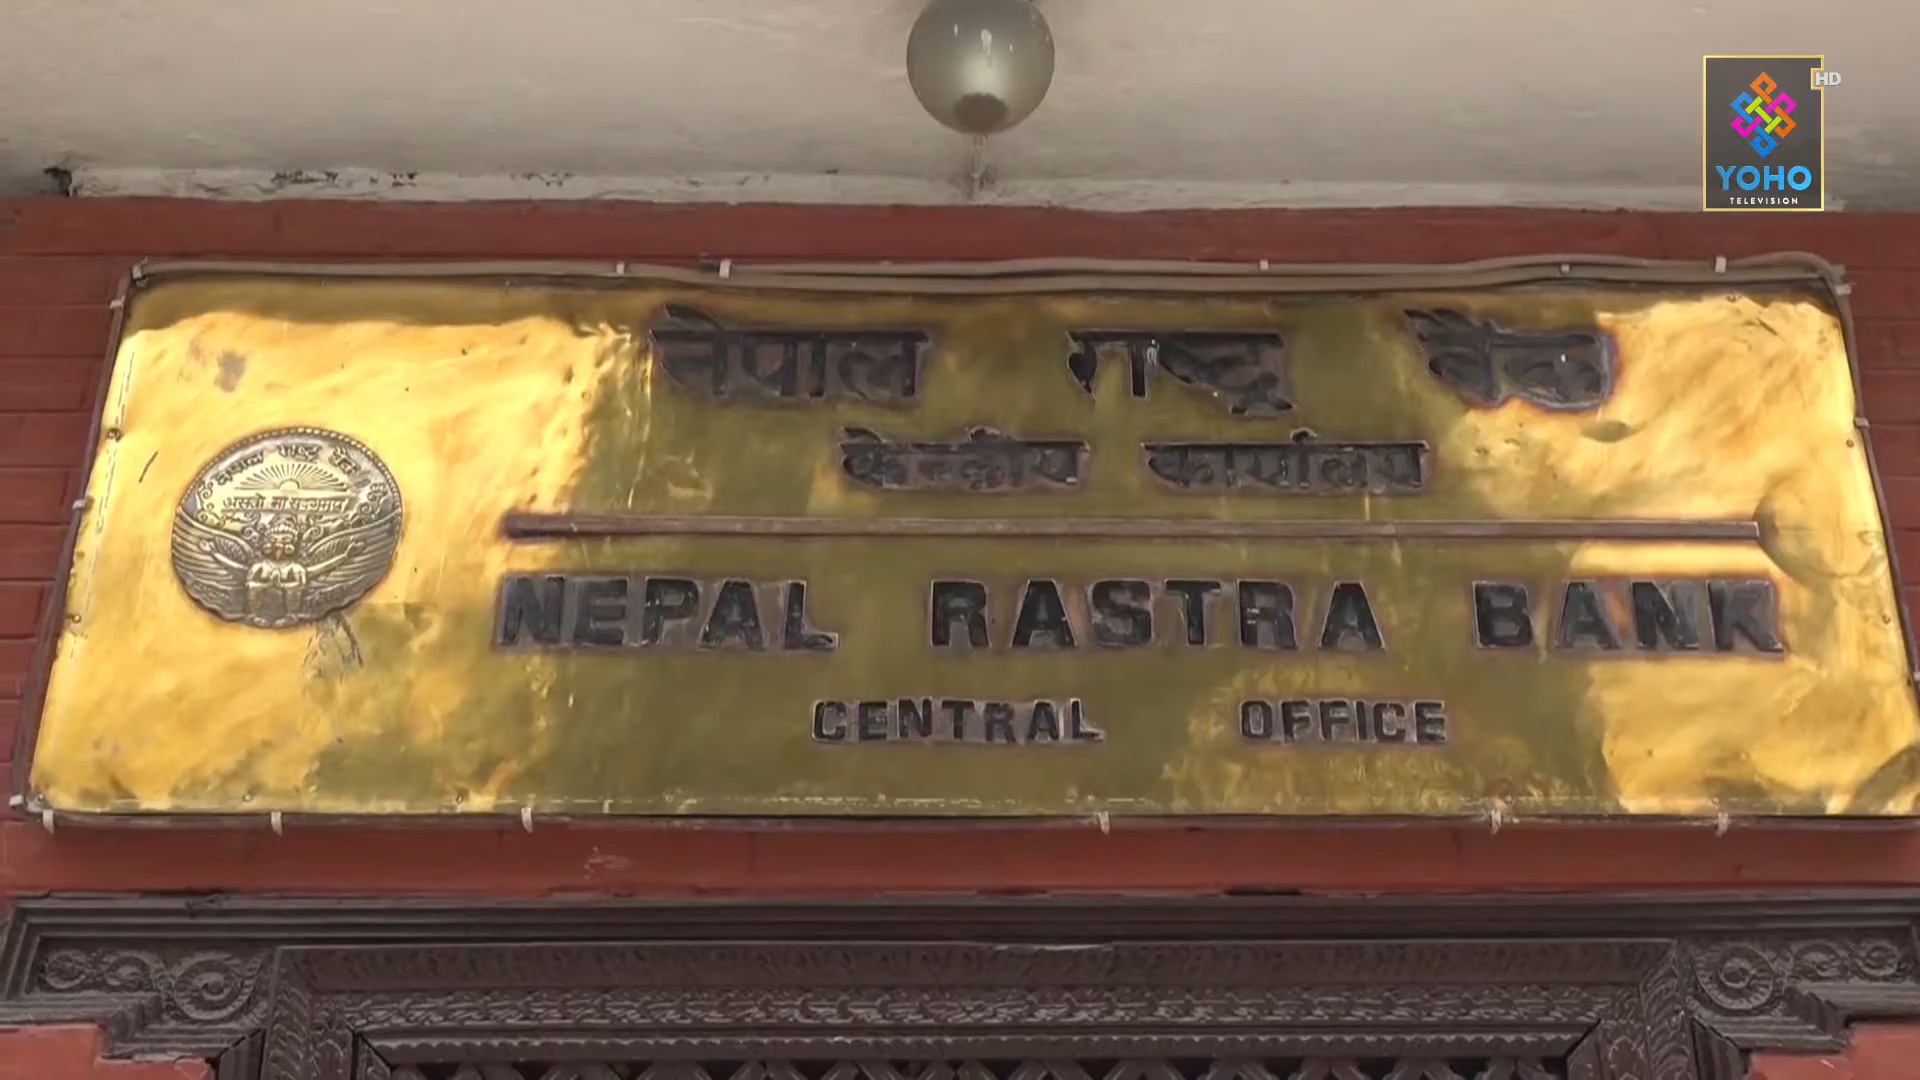 HD
YOHO
TELEVISION
नेपाल राष्ट्र बैंक
केन्द्रीय कार्यालय
नेपाल राष्ट्र बैंक
NEPAL RASTRA BANK
CENTRAL OFFICE